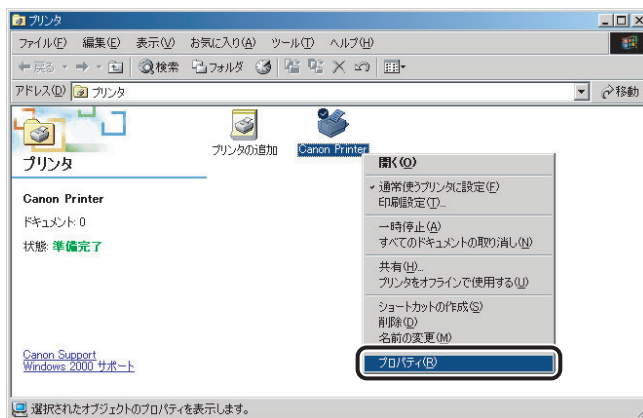 プリンタ
ファイル(F) 編集(E) 表示(V) お気に入り(A) ツール(T) ヘルプ(H)
戻る 検索 フォルダ
アドレス(D) プリンタ 移動
プリンタ
Canon Printer
ドキュメント: 0
状態: 準備完了
Canon Support
Windows 2000 サポート
プリンタの追加
Canon Printer
開く(O)
通常使うプリンタに設定(F)
印刷設定(T)...
一時停止(A)
すべてのドキュメントの取り消し(N)
共有(H)...
プリンタをオフラインで使用する(U)
ショートカットの作成(S)
削除(D)
名前の変更(M)
プロパティ(R)
選択されたオブジェクトのプロパティを表示します。